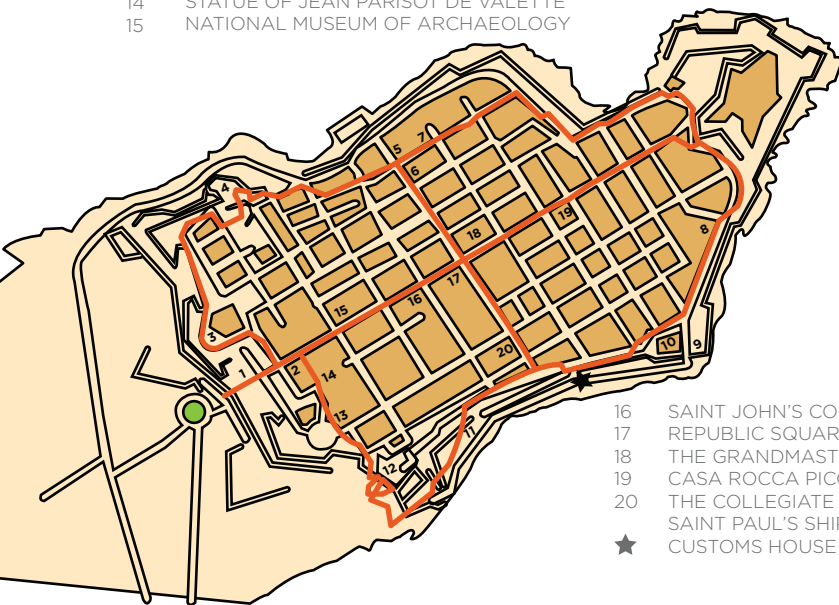 14 STATUE OF JEAN PARISOT DE VALETTE
15 NATIONAL MUSEUM OF ARCHAEOLOGY
5
7
6
4
19
18
8
17
16
15
3
20
10
9
2
1
14
13
11
12
16 SAINT JOHN'S CO
17 REPUBLIC SQUAR
18 THE GRANDMAST
19 CASA ROCCA PICC
20 THE COLLEGIATE
SAINT PAUL'S SHIP
★ CUSTOMS HOUSE